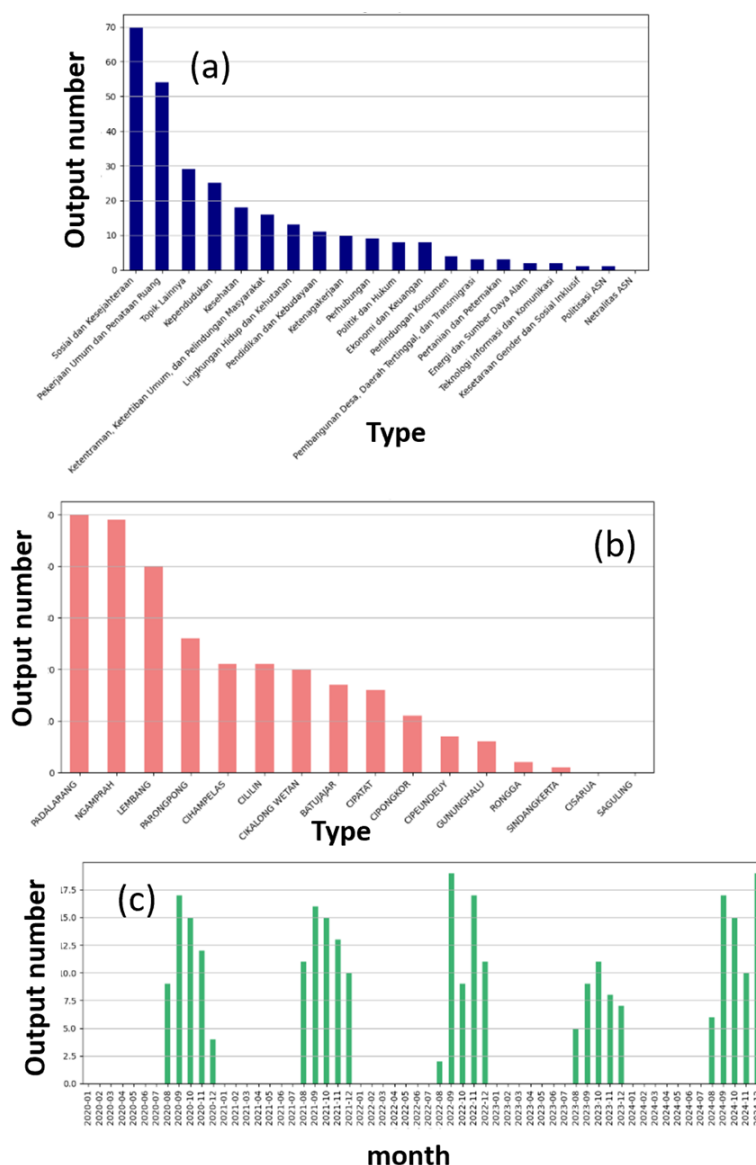 (a)
Output number
70
60
50
40
30
20
10
0
Sosial dan Kesejahteraan
Pekerjaan Umum dan Penataan Ruang
Topik Lainnya
Kependudukan
Kesehatan
Ketentraman, Ketertiban Umum, dan Pelindungan Masyarakat
Lingkungan Hidup dan Kehutanan
Pendidikan dan Kebudayaan
Ketenagakerjaan
Perhubungan
Politik dan Hukum
Ekonomi dan Keuangan
Perlindungan Konsumen
Pembangunan Desa, Daerah Tertinggal, dan Transmigrasi
Pertanian dan Peternakan
Energi dan Sumber Daya Alam
Teknologi Informasi dan Komunikasi
Kesetaraan Gender dan Sosial Inklusif
Politisasi ASN
Netralitas ASN
Type
(b)
Output number
0
PADALARANG
NGAMPRAH
LEMBANG
PARONGPONG
CIHAMPELAS
CILILIN
CIKALONG WETAN
BATUJAJAR
CIPATAT
CIPONGKOR
CIPEUNDEUY
GUNUNGHALU
RONGGA
SINDANGKERTA
CISARUA
SAGULING
Type
(c)
Output number
17.5
15.0
12.5
10.0
7.5
5.0
2.5
0.0
2020-01
2020-02
2020-03
2020-04
2020-05
2020-06
2020-07
2020-08
2020-09
2020-10
2020-11
2020-12
2021-01
2021-02
2021-03
2021-04
2021-05
2021-06
2021-07
2021-08
2021-09
2021-10
2021-11
2021-12
2022-01
2022-02
2022-03
2022-04
2022-05
2022-06
2022-07
2022-08
2022-09
2022-10
2022-11
2022-12
2023-01
2023-02
2023-03
2023-04
2023-05
2023-06
2023-07
2023-08
2023-09
2023-10
2023-11
2023-12
2024-01
2024-02
2024-03
2024-04
2024-05
2024-06
2024-07
2024-08
2024-09
2024-10
2024-11
month